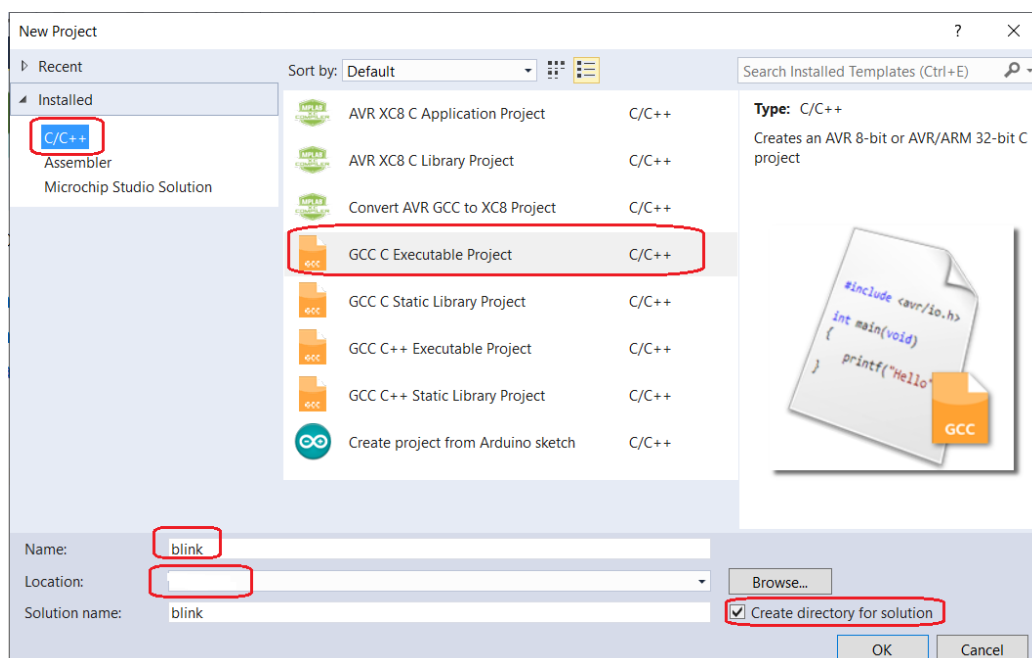 New Project
? ×
Recent
Installed
C/C++
Assembler
Microchip Studio Solution
Sort by: Default
Search Installed Templates (Ctrl+E)
AVR XC8 C Application Project C/C++
AVR XC8 C Library Project C/C++
Convert AVR GCC to XC8 Project C/C++
GCC C Executable Project C/C++
GCC C Static Library Project C/C++
GCC C++ Executable Project C/C++
GCC C++ Static Library Project C/C++
Create project from Arduino sketch C/C++
Type: C/C++
Creates an AVR 8-bit or AVR/ARM 32-bit C
project
#include <avr/io.h>
int main(void)
{
printf("Hello"
}
GCC
Name: blink
Location:
Browse...
Solution name: blink
Create directory for solution
OK Cancel